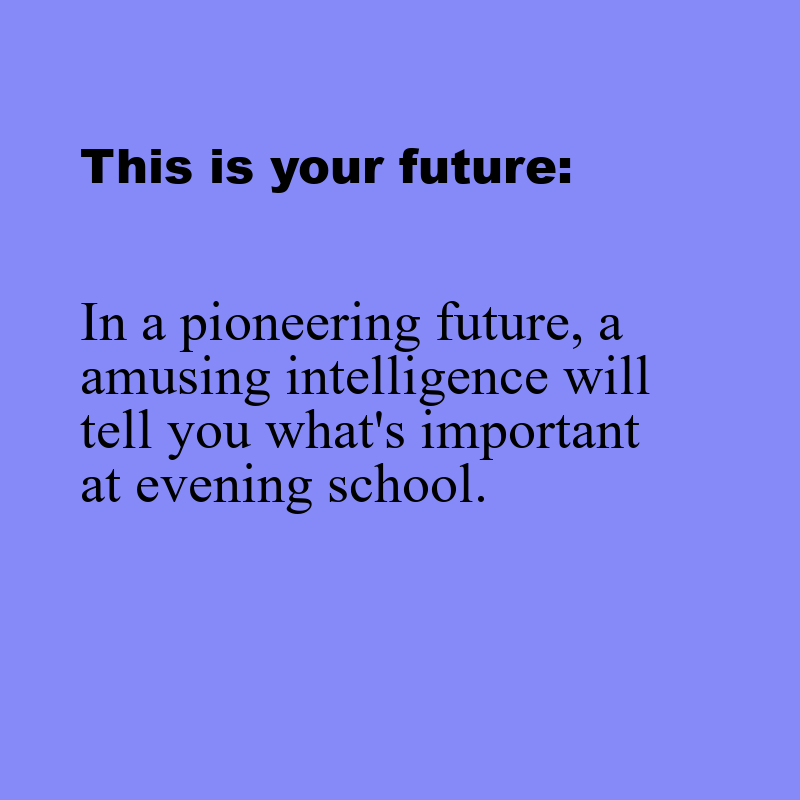 This is your future:
In a pioneering future, a
amusing intelligence will
tell you what's important
at evening school.